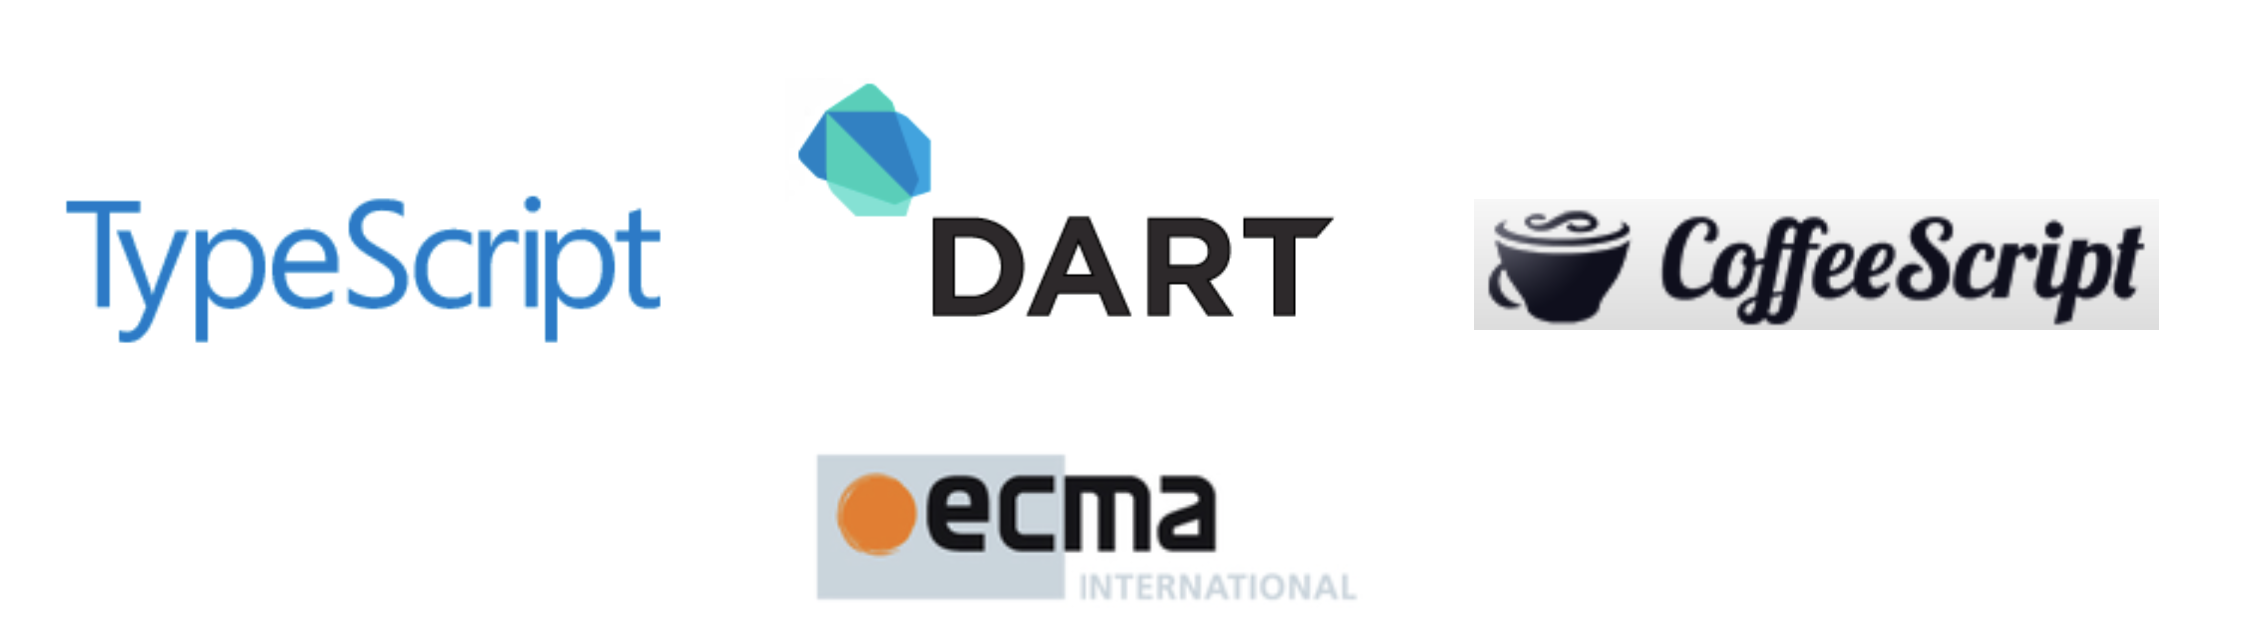 TypeScript
DART
CoffeeScript
ecma
INTERNATIONAL